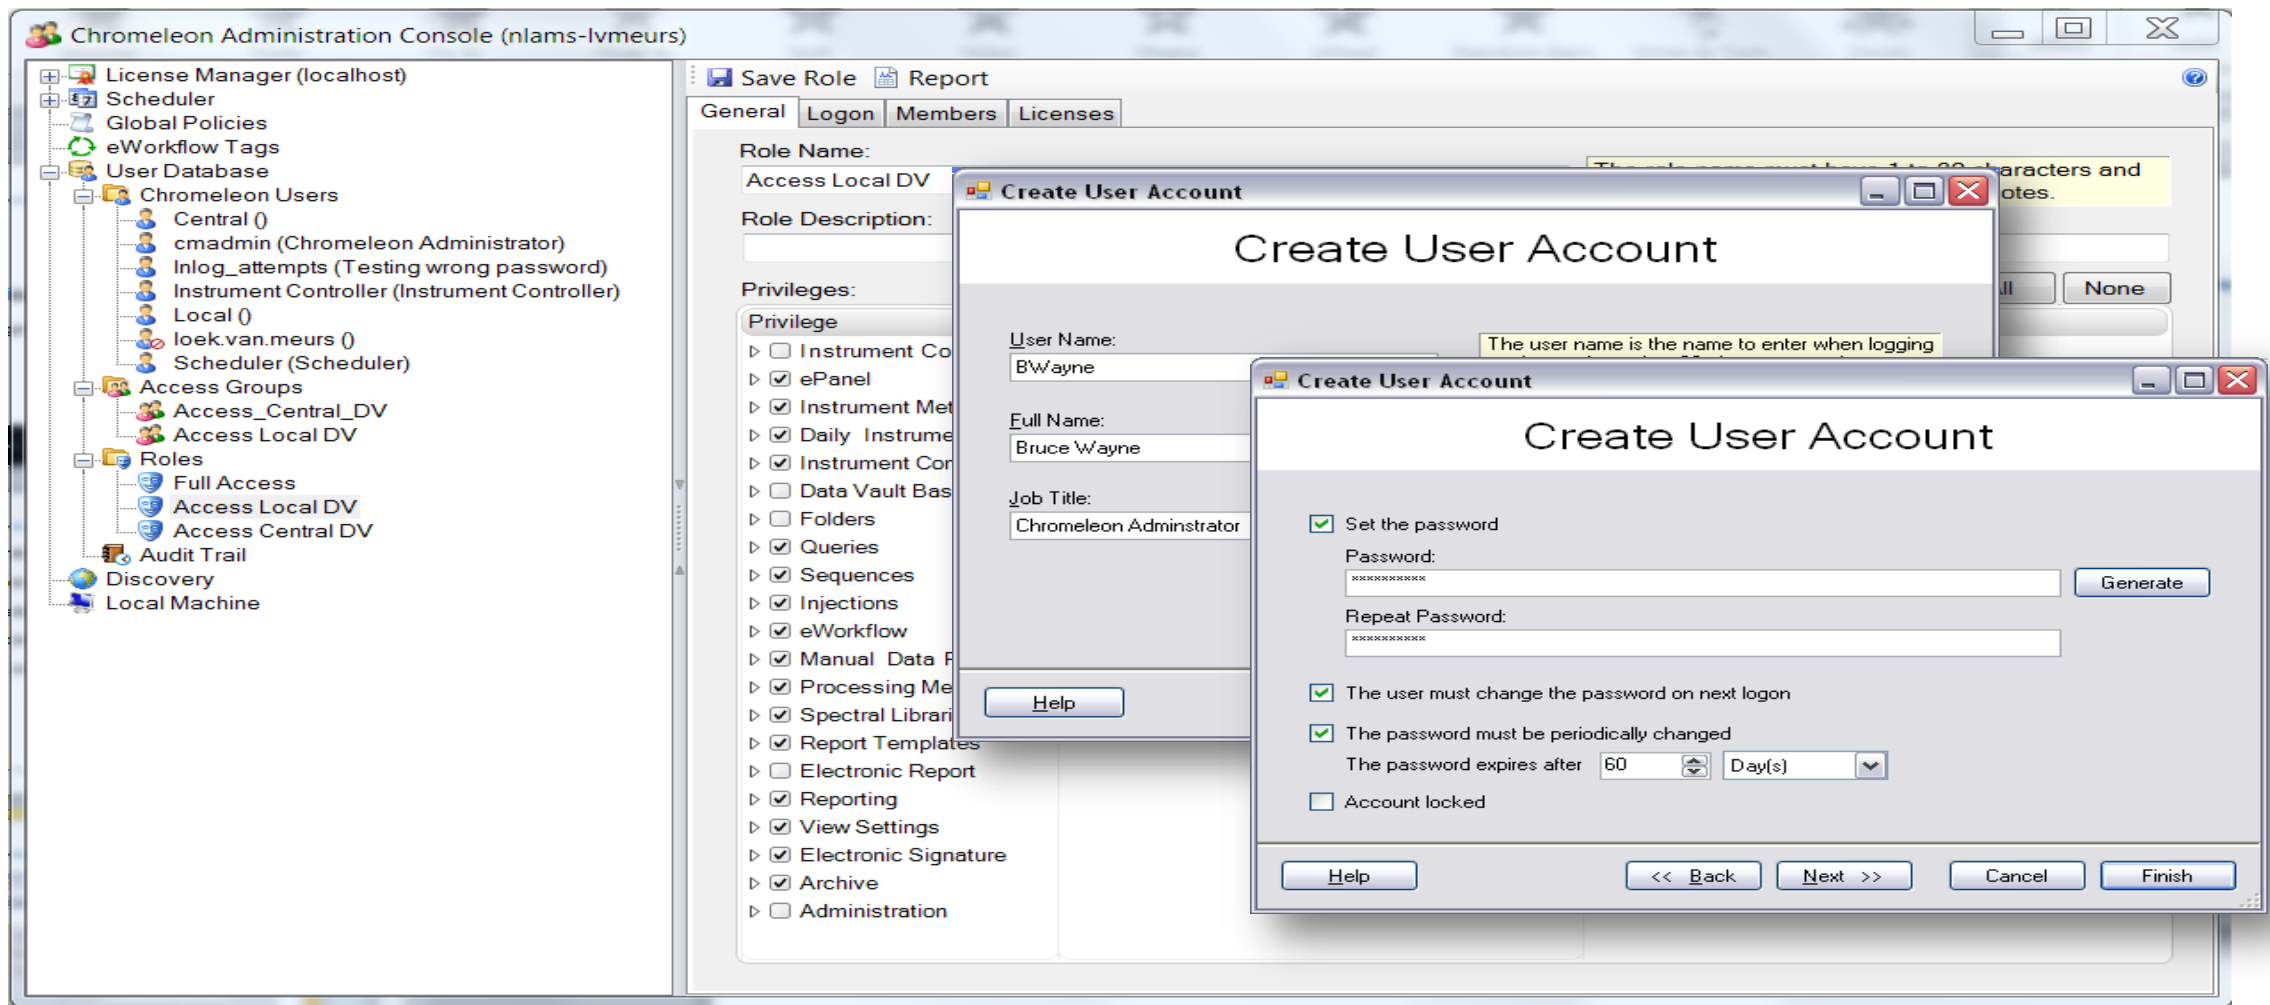 Chromeleon Administration Console (nlams-lvmeurs)
License Manager (localhost)
Scheduler
Global Policies
eWorkflow Tags
User Database
Chromeleon Users
Central ()
cmadmin (Chromeleon Administrator)
Inlog_attempts (Testing wrong password)
Instrument Controller (Instrument Controller)
Local ()
loek.van.meurs ()
Scheduler (Scheduler)
Access Groups
Access_Central_DV
Access Local DV
Roles
Full Access
Access Local DV
Access Central DV
Audit Trail
Discovery
Local Machine
Save Role Report
General Logon Members Licenses
Role Name:
Access Local DV
Role Description:
Privileges:
None
Privilege
Instrument Co
ePanel
Instrument Met
Daily Instrume
Instrument Cor
Data Vault Bas
Folders
Queries
Sequences
Injections
eWorkflow
Manual Data
Processing Me
Spectral Librari
Report Templates
Electronic Report
Reporting
View Settings
Electronic Signature
Archive
Administration
Create User Account
Create User Account
User Name:
BWayne
The user name is the name to enter when logging
Full Name:
Bruce Wayne
Job Title:
Chromeleon Adminstrator
Help
Create User Account
Create User Account
Set the password
Password:
**********
Generate
Repeat Password:
**********
The user must change the password on next logon
The password must be periodically changed
The password expires after 60 Day(s)
Account locked
Help << Back Next >> Cancel Finish